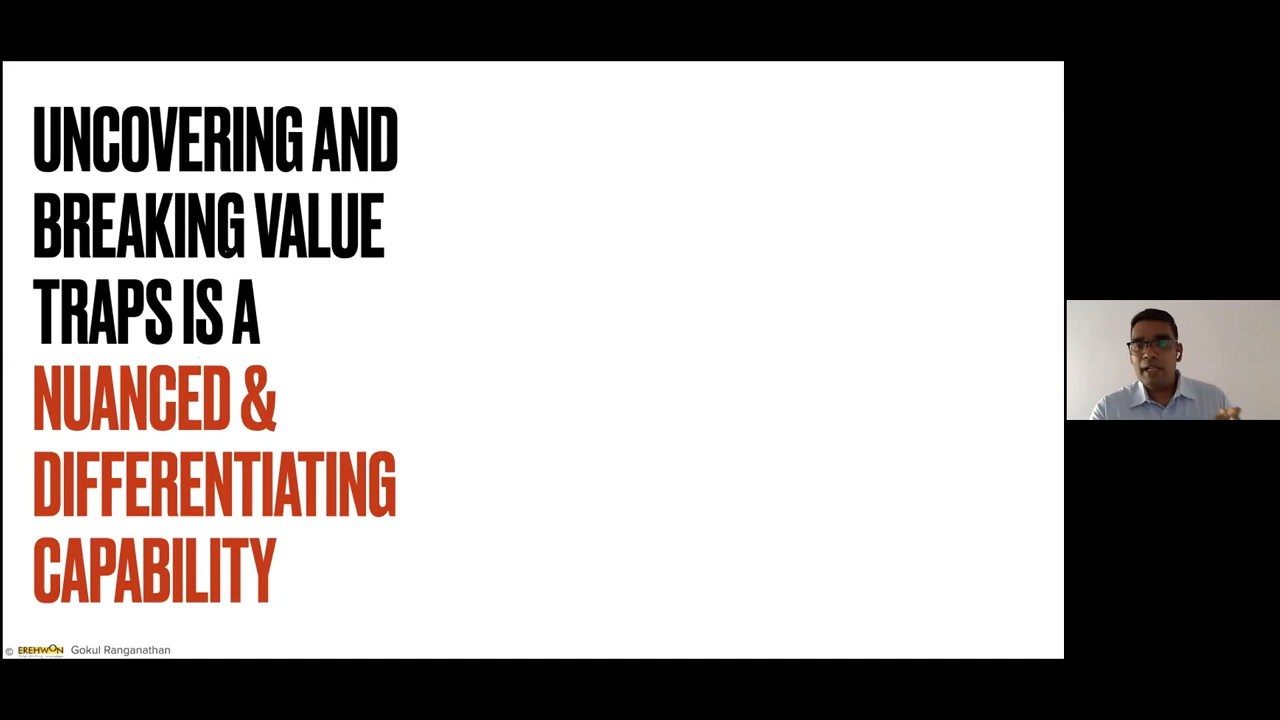 UNCOVERING AND
BREAKING VALUE
TRAPS IS A
NUANCED &
DIFFERENTIATING
CAPABILITY
© EREHWON Gokul Ranganathan